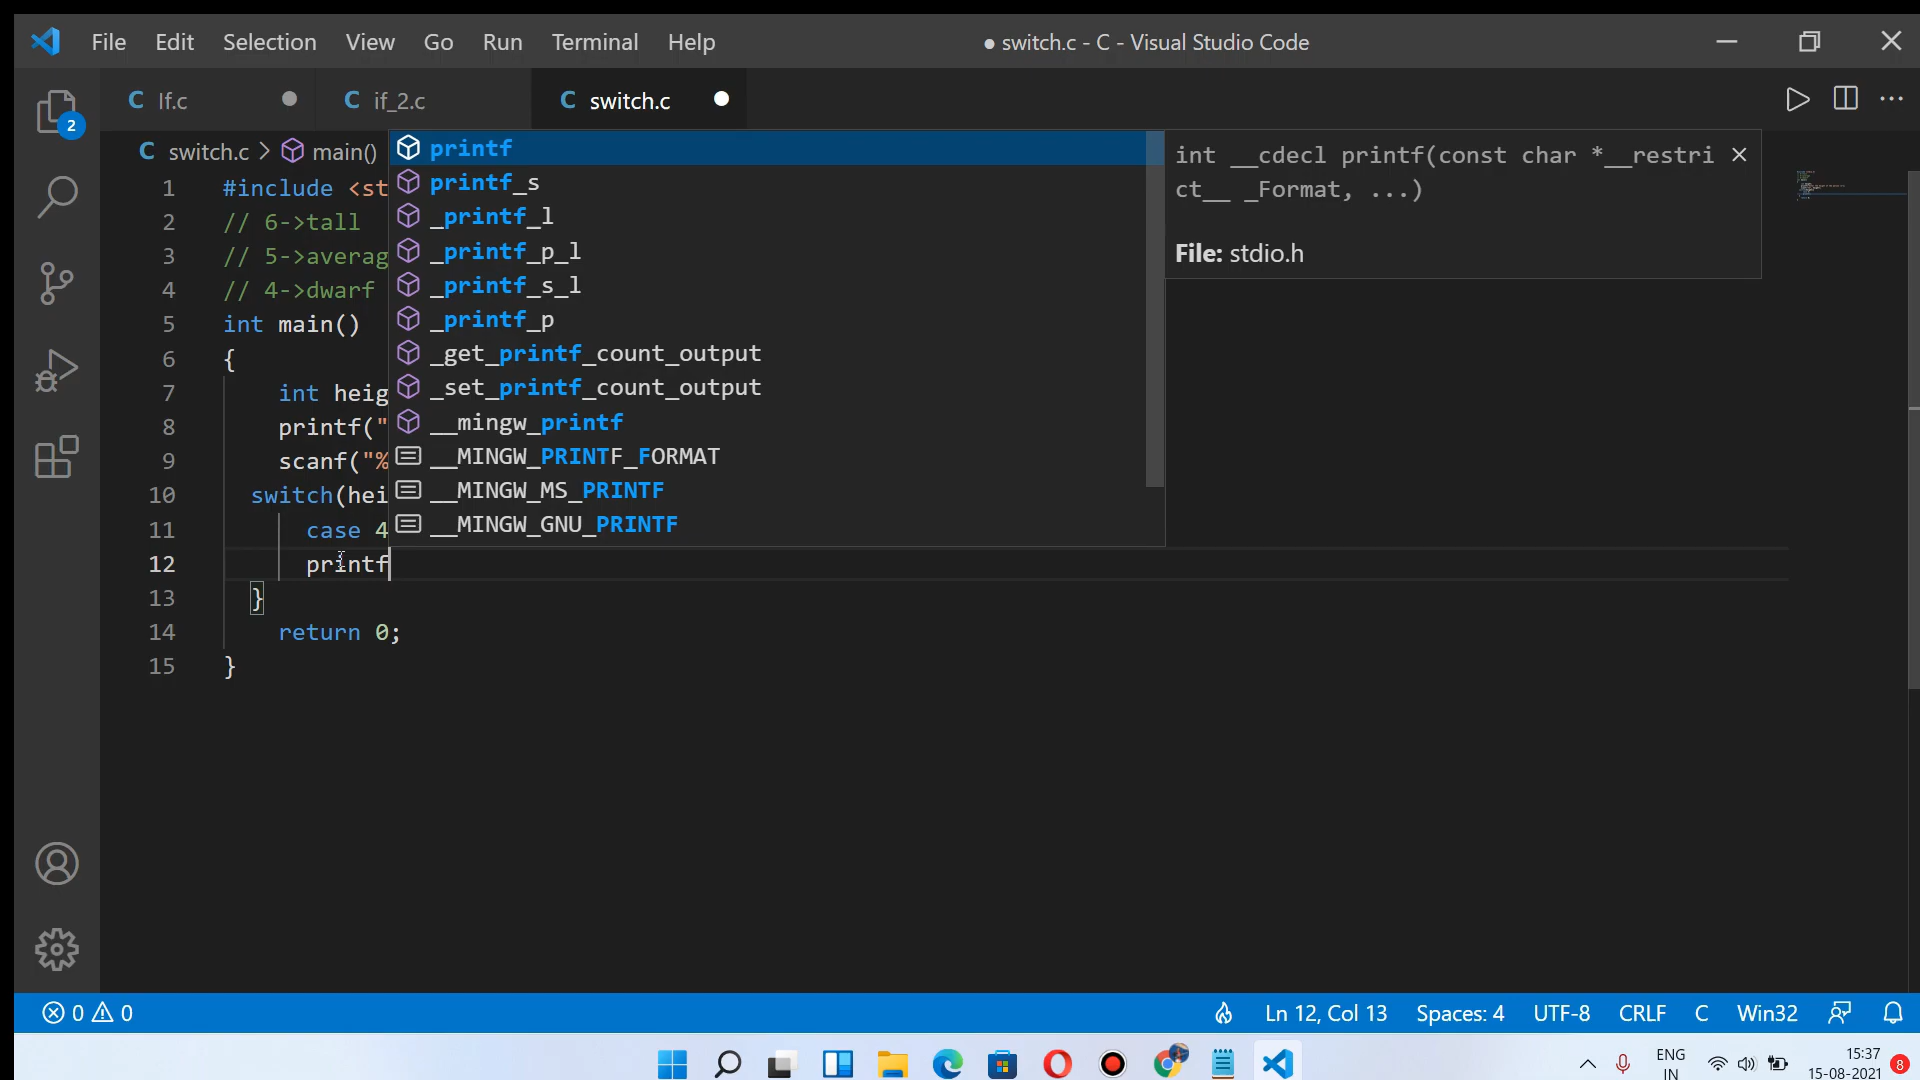 File Edit Selection View Go Run Terminal Help
● switch.c - C - Visual Studio Code
C If.c
C if_2.c
C switch.c
2
C switch.c > main()
1 #include <st
2 // 6->tall
3 // 5->averag
4 // 4->dwarf
5 int main()
6 {
7 int heig
8 printf("
9 scanf("%
10 switch(hei
11 case 4
12 printf
13 }
14 return 0;
15 }
printf
printf_s
_printf_l
_printf_p_l
_printf_s_l
_printf_p
_get_printf_count_output
_set_printf_count_output
__mingw_printf
__MINGW_PRINTF_FORMAT
__MINGW_MS_PRINTF
__MINGW_GNU_PRINTF
int __cdecl printf(const char *__restri
ct__ _Format, ...)
File: stdio.h
0 0
Ln 12, Col 13 Spaces: 4 UTF-8 CRLF C Win32
ENG
IN
15:37
15-08-2021
8